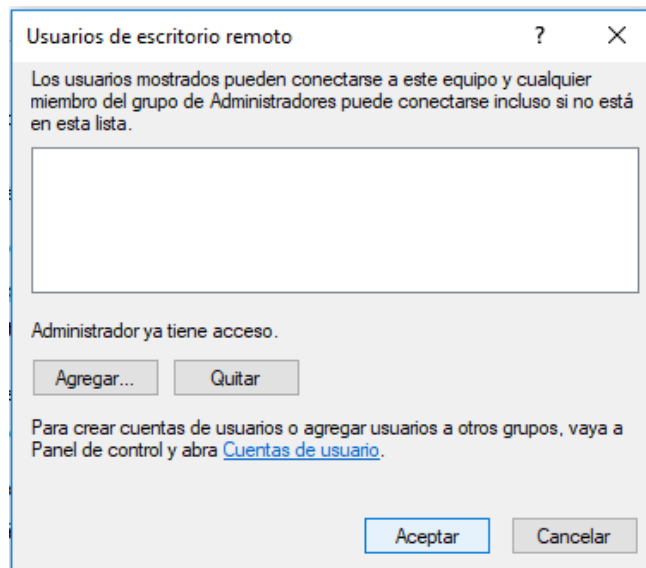 Usuarios de escritorio remoto
Los usuarios mostrados pueden conectarse a este equipo y cualquier
miembro del grupo de Administradores puede conectarse incluso si no está
en esta lista.
Administrador ya tiene acceso.
Agregar... Quitar
Para crear cuentas de usuarios o agregar usuarios a otros grupos, vaya a
Panel de control y abra Cuentas de usuario.
Aceptar Cancelar